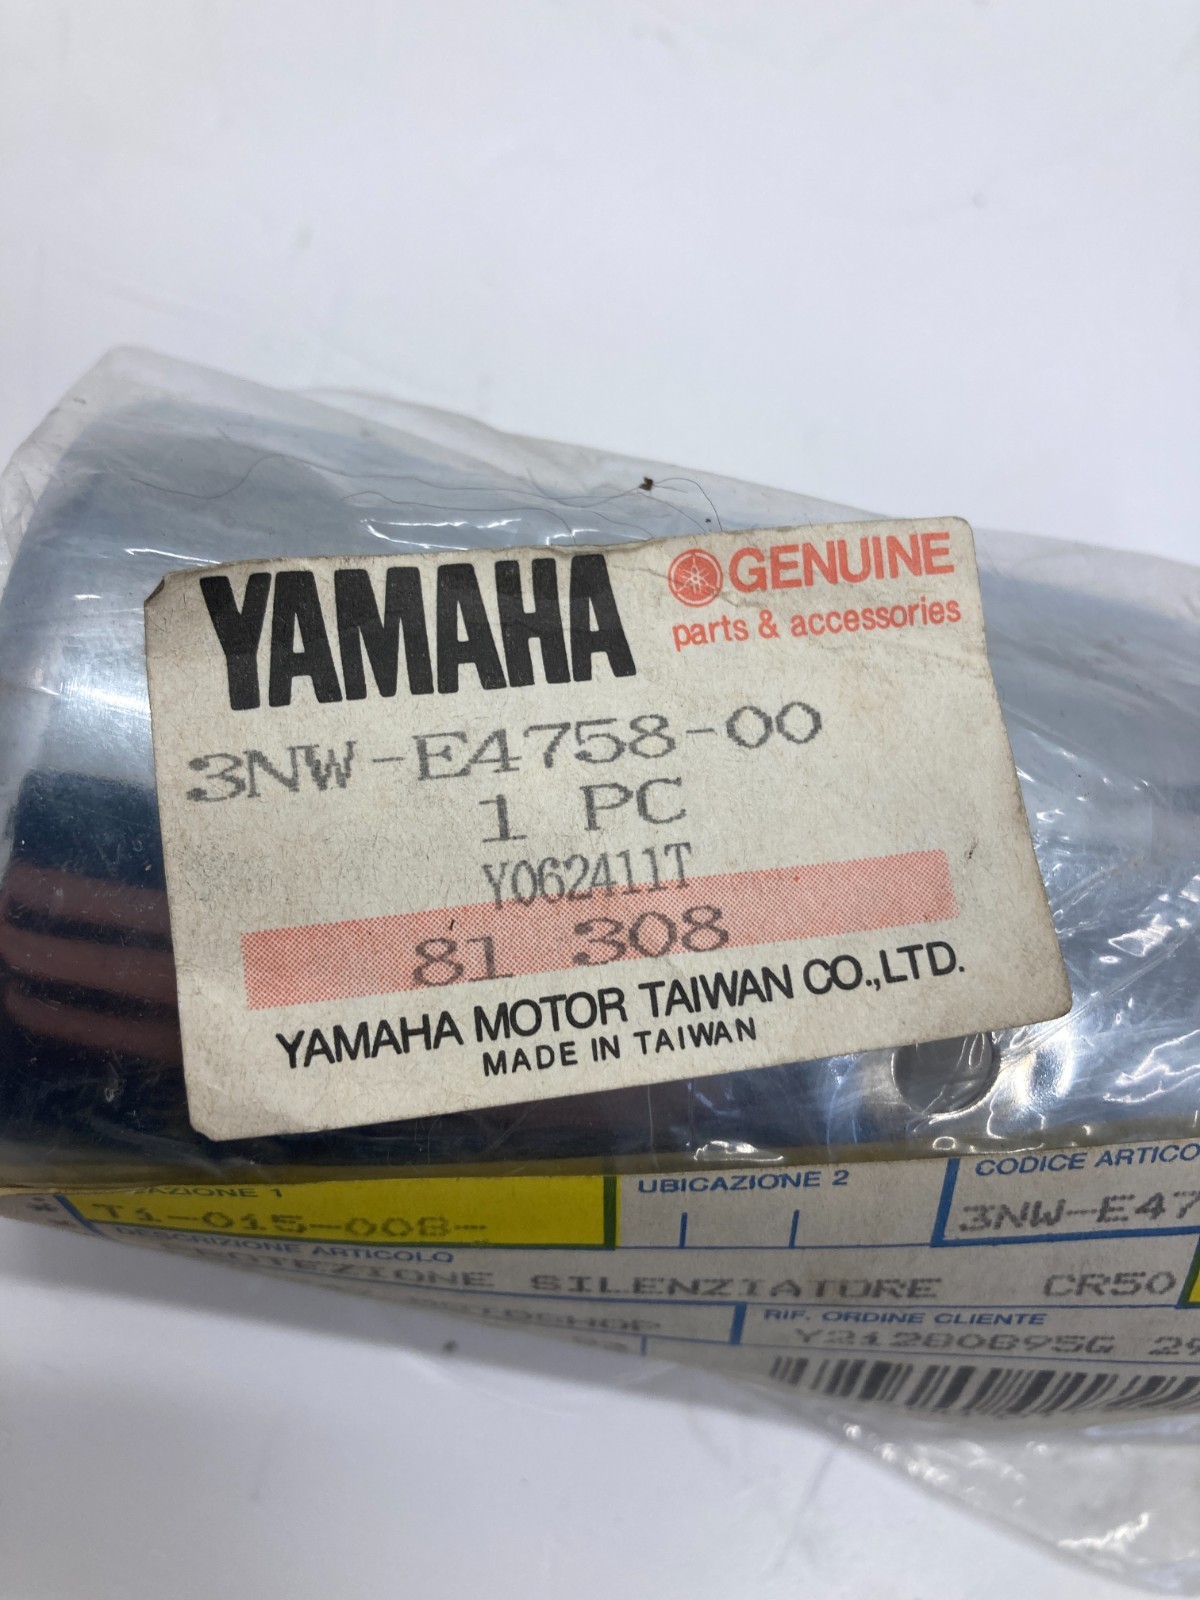 YAMAHA
GENUINE
parts & accessories
3NW-E4758-00
1 PC
Y062411T
81 308
YAMAHA MOTOR TAIWAN CO.,LTD.
MADE IN TAIWAN
UBICAZIONE 2
CODICE ARTICO
T1-015-008-
3NW-E47
DESCRIZIONE ARTICOLO
SILENZIATORE CR50
RIF. ORDINE CLIENTE